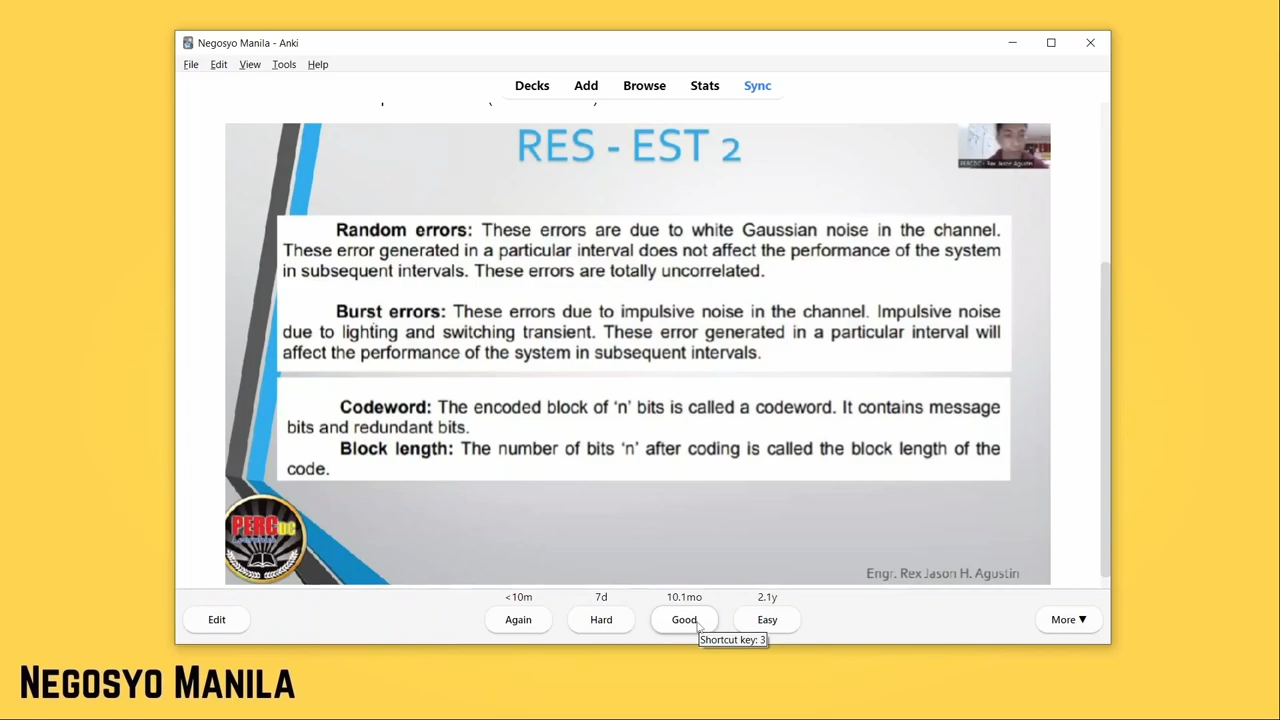 Negosyo Manila - Anki
File Edit View Tools Help
Decks Add Browse Stats Sync
RES - EST 2
PERCDC - Rex Jason Agustin
Random errors: These errors are due to white Gaussian noise in the channel.
These error generated in a particular interval does not affect the performance of the system
in subsequent intervals. These errors are totally uncorrelated.
Burst errors: These errors due to impulsive noise in the channel. Impulsive noise
due to lighting and switching transient. These error generated in a particular interval will
affect the performance of the system in subsequent intervals.
Codeword: The encoded block of ‘n’ bits is called a codeword. It contains message
bits and redundant bits.
Block length: The number of bits ‘n’ after coding is called the block length of the
code.
PERCDC
Engr. Rex Jason H. Agustin
<10m 7d 10.1mo 2.1y
Edit Again Hard Good Easy More ▼
Shortcut key: 3
NEGOSYO MANILA